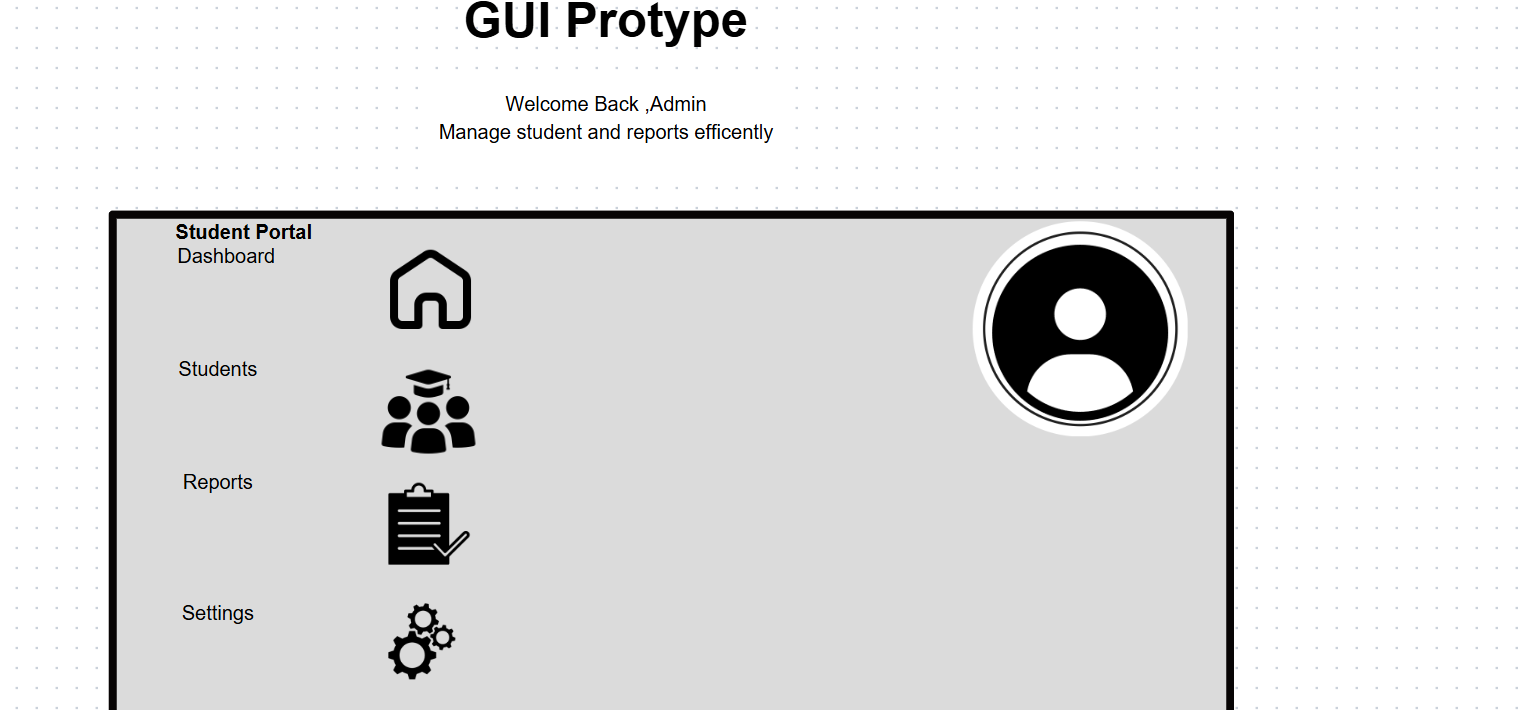 GUI Protype
Welcome Back ,Admin
Manage student and reports efficently
Student Portal
Dashboard
Students
Reports
Settings